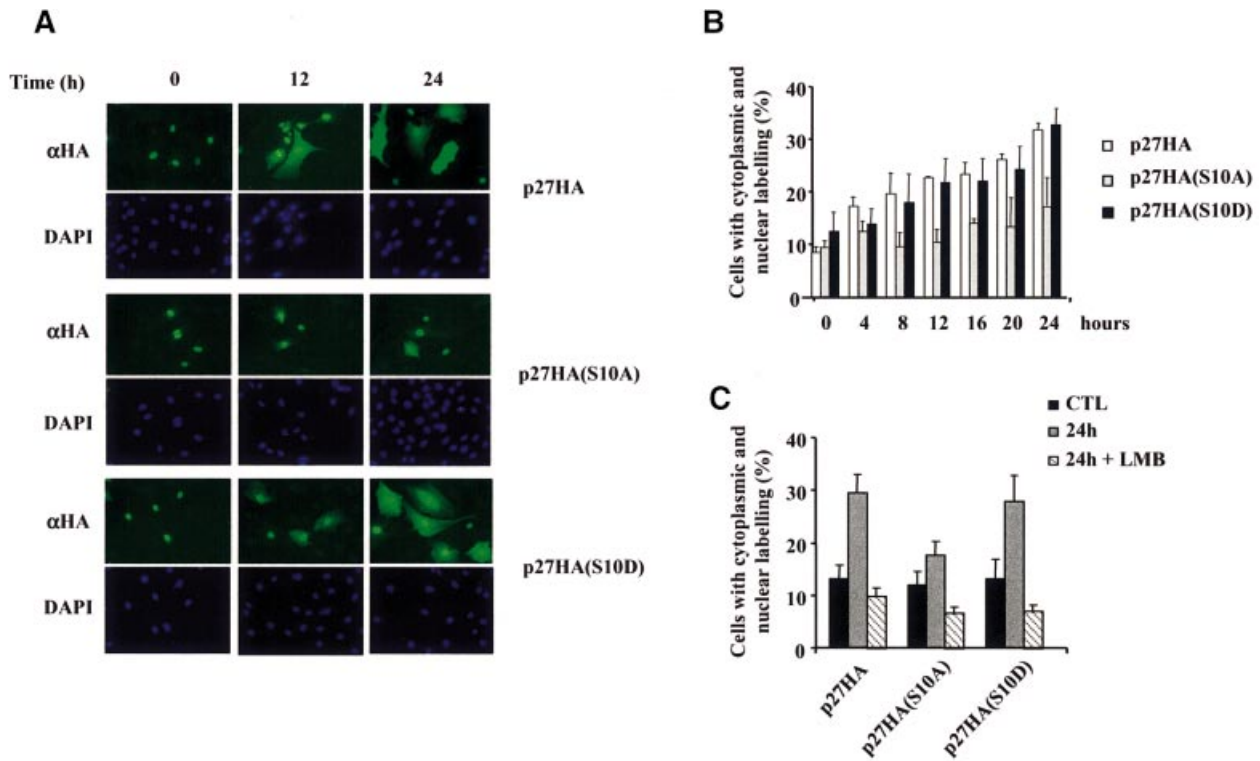 A
Time (h) 0 12 24
αHA
p27HA
DAPI
αHA
p27HA(S10A)
DAPI
αHA
p27HA(S10D)
DAPI
B
Cells with cytoplasmic and
nuclear labelling (%)
40
30
20
10
0
0 4 8 12 16 20 24 hours
p27HA
p27HA(S10A)
p27HA(S10D)
C
CTL
24h
24h + LMB
Cells with cytoplasmic and
nuclear labelling (%)
40
30
20
10
0
p27HA
p27HA(S10A)
p27HA(S10D)